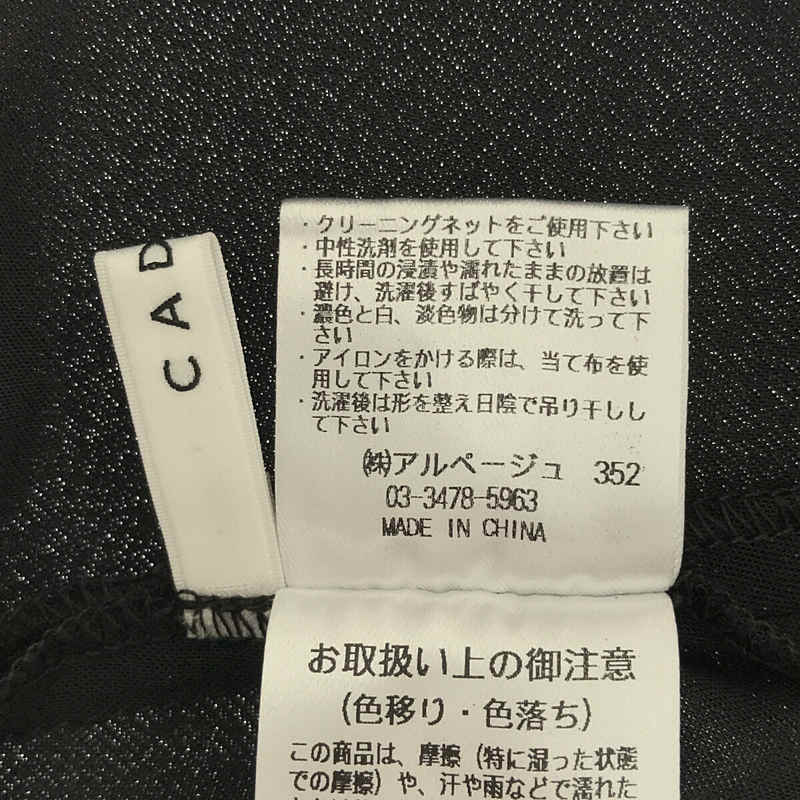 CAD
・クリーニングネットをご使用下さい
・中性洗剤を使用して下さい
・長時間の浸漬や濡れたままの放置は
避け、洗濯後すばやく干して下さい
・濃色と白、淡色物は分けて洗って下
さい
・アイロンをかける際は、当て布を使
用して下さい
・洗濯後は形を整え日陰で吊り干しし
て下さい
㈱アルページュ 352
03-3478-5963
MADE IN CHINA
お取扱い上の御注意
(色移り・色落ち)
この商品は、摩擦(特に湿った状態
での摩擦)や、汗や雨などで濡れた